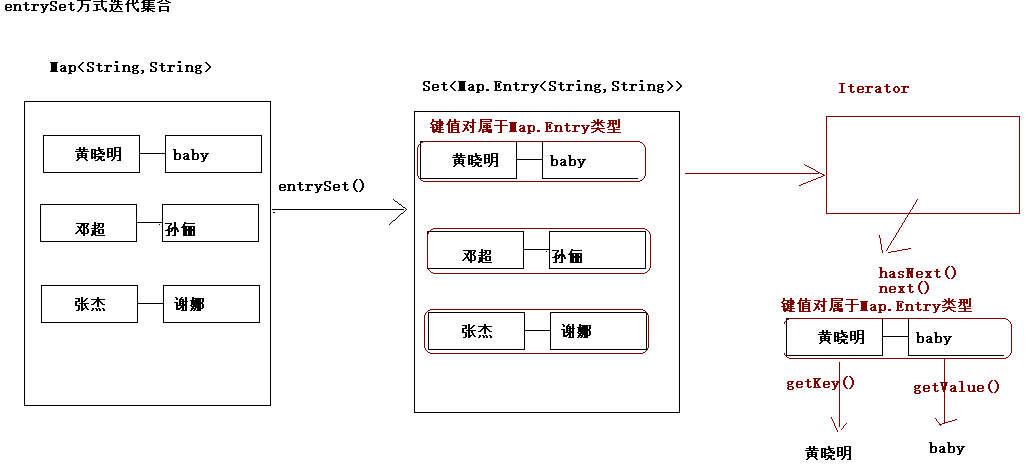 entrySet方式迭代集合
Map<String,String>
黄晓明 baby
邓超 孙俪
张杰 谢娜
entrySet()
Set<Map.Entry<String,String>>
键值对属于Map.Entry类型
黄晓明 baby
邓超 孙俪
张杰 谢娜
Iterator
hasNext()
next()
键值对属于Map.Entry类型
黄晓明 baby
getKey() getValue()
黄晓明 baby